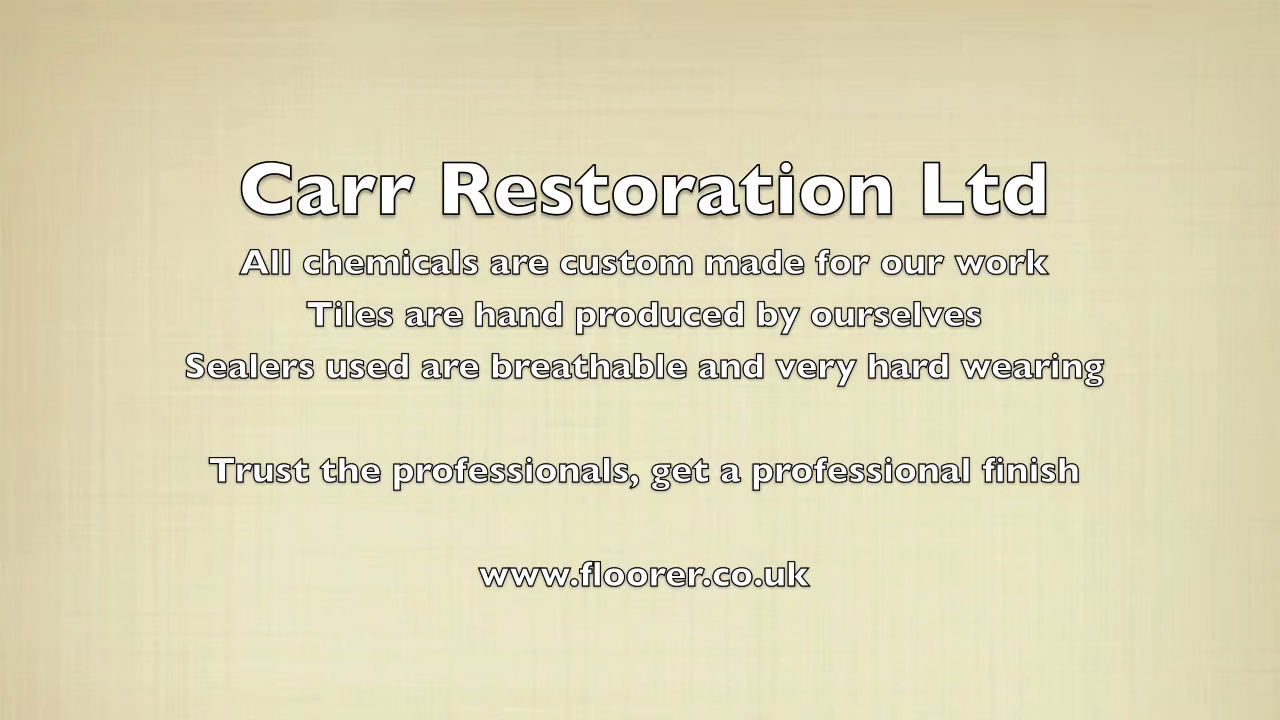 Carr Restoration Ltd
All chemicals are custom made for our work
Tiles are hand produced by ourselves
Sealers used are breathable and very hard wearing
Trust the professionals, get a professional finish
www.floorer.co.uk